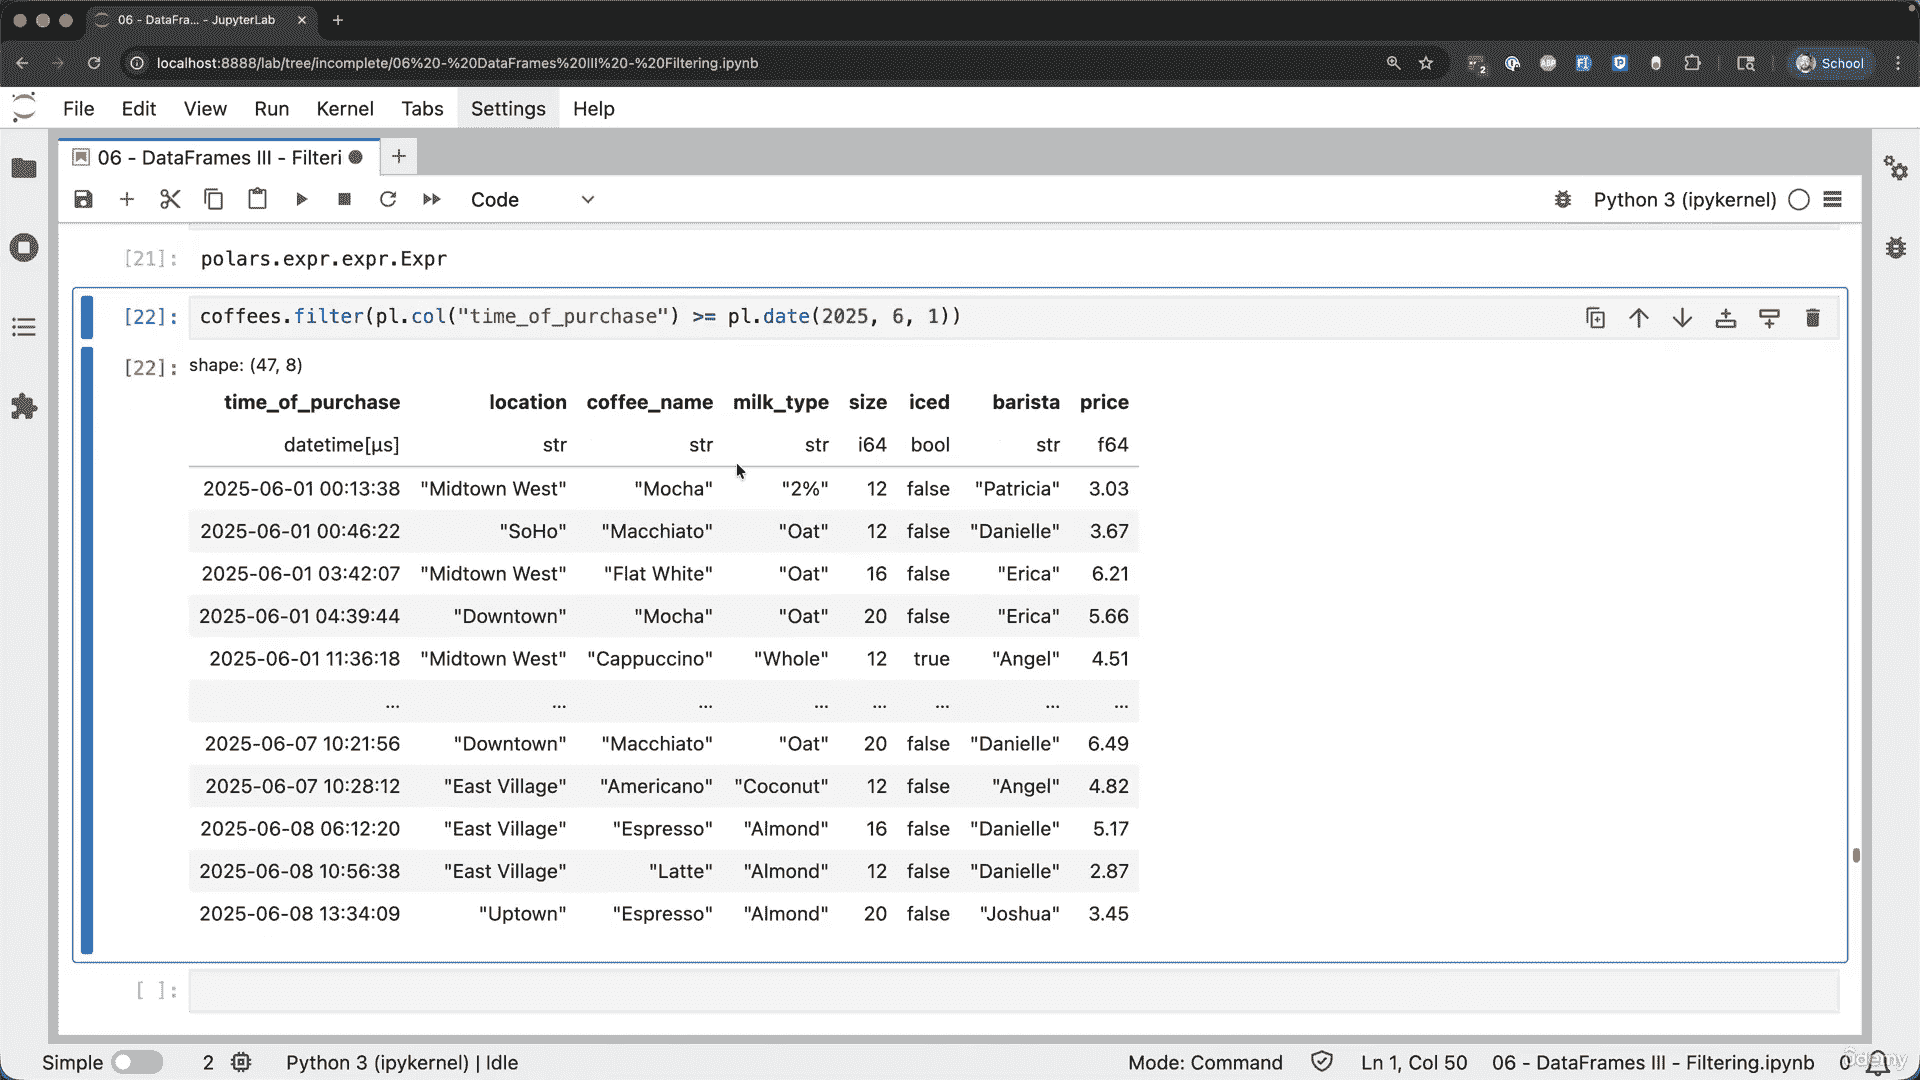 06 - DataFra... - JupyterLab
localhost:8888/lab/tree/incomplete/06%20-%20DataFrames%20III%20-%20Filtering.ipynb
2
ABP
School
File Edit View Run Kernel Tabs Settings Help
06 - DataFrames III - Filteri
Code
Python 3 (ipykernel)
[21]: polars.expr.expr.Expr
[22]: coffees.filter(pl.col("time_of_purchase") >= pl.date(2025, 6, 1))
[22]: shape: (47, 8)
time_of_purchase location coffee_name milk_type size iced barista price
datetime[μs] str str str i64 bool str f64
2025-06-01 00:13:38 "Midtown West" "Mocha" "2%" 12 false "Patricia" 3.03
2025-06-01 00:46:22 "SoHo" "Macchiato" "Oat" 12 false "Danielle" 3.67
2025-06-01 03:42:07 "Midtown West" "Flat White" "Oat" 16 false "Erica" 6.21
2025-06-01 04:39:44 "Downtown" "Mocha" "Oat" 20 false "Erica" 5.66
2025-06-01 11:36:18 "Midtown West" "Cappuccino" "Whole" 12 true "Angel" 4.51
... ... ... ... ... ... ... ...
2025-06-07 10:21:56 "Downtown" "Macchiato" "Oat" 20 false "Danielle" 6.49
2025-06-07 10:28:12 "East Village" "Americano" "Coconut" 12 false "Angel" 4.82
2025-06-08 06:12:20 "East Village" "Espresso" "Almond" 16 false "Danielle" 5.17
2025-06-08 10:56:38 "East Village" "Latte" "Almond" 12 false "Danielle" 2.87
2025-06-08 13:34:09 "Uptown" "Espresso" "Almond" 20 false "Joshua" 3.45
[ ]:
Simple 2 Python 3 (ipykernel) | Idle Mode: Command Ln 1, Col 50 06 - DataFrames III - Filtering.ipynb 0
ûdemy